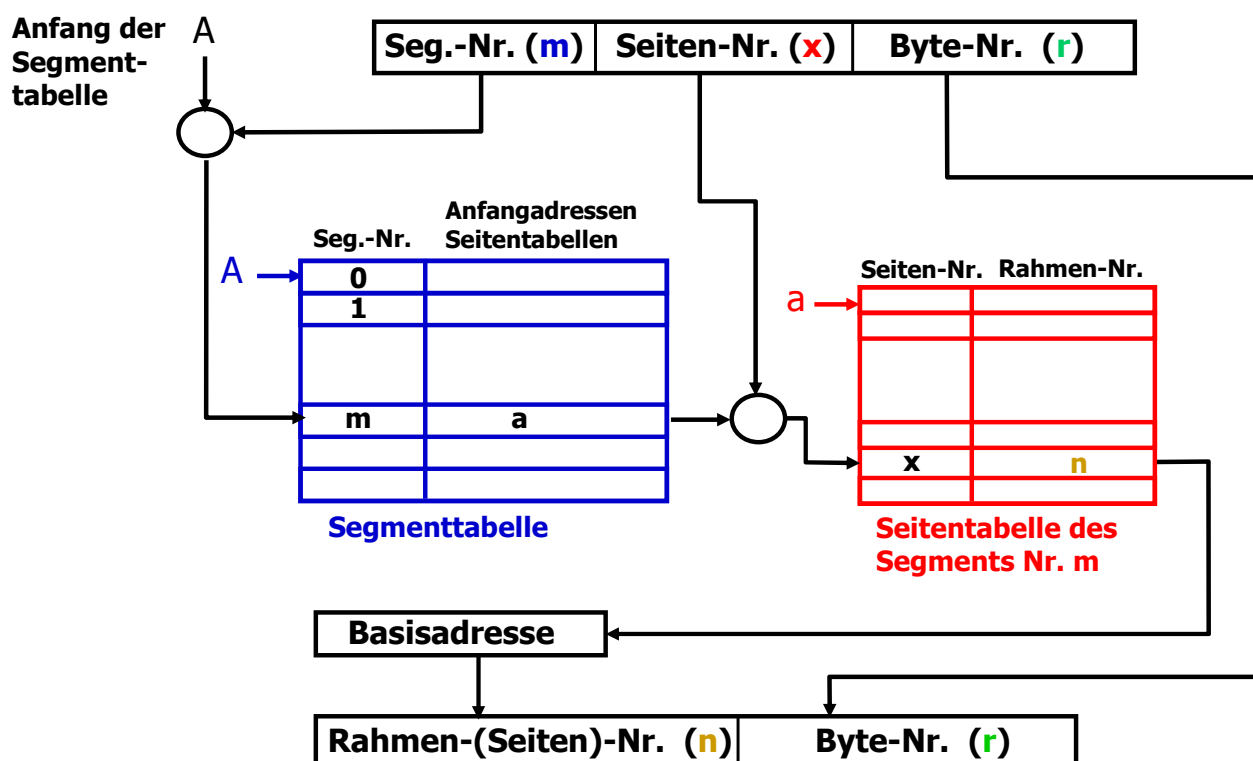 Anfang der
Segment-
tabelle
A
Seg.-Nr. (m)
Seiten-Nr. (x)
Byte-Nr. (r)
Seg.-Nr.
Anfangadressen
Seitentabellen
A
0
1
m
a
Segmenttabelle
Seiten-Nr.
Rahmen-Nr.
a
x
n
Seitentabelle des
Segments Nr. m
Basisadresse
Rahmen-(Seiten)-Nr. (n)
Byte-Nr. (r)